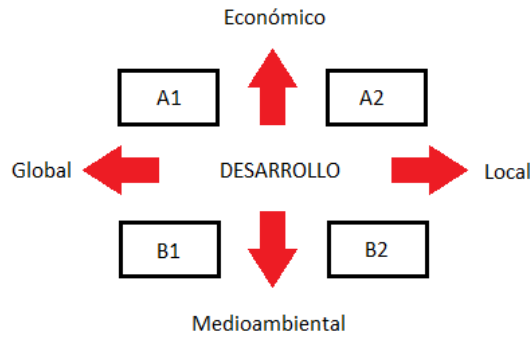 Económico
A1
A2
Global
DESARROLLO
Local
B1
B2
Medioambiental